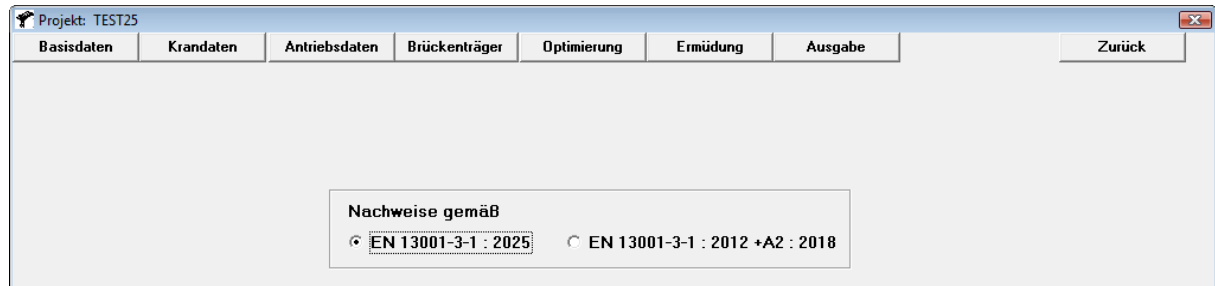 Projekt: TEST25
Basisdaten Krandaten Antriebsdaten Brückenträger Optimierung Ermüdung Ausgabe Zurück
Nachweise gemäß
EN 13001-3-1 : 2025 EN 13001-3-1 : 2012 +A2 : 2018